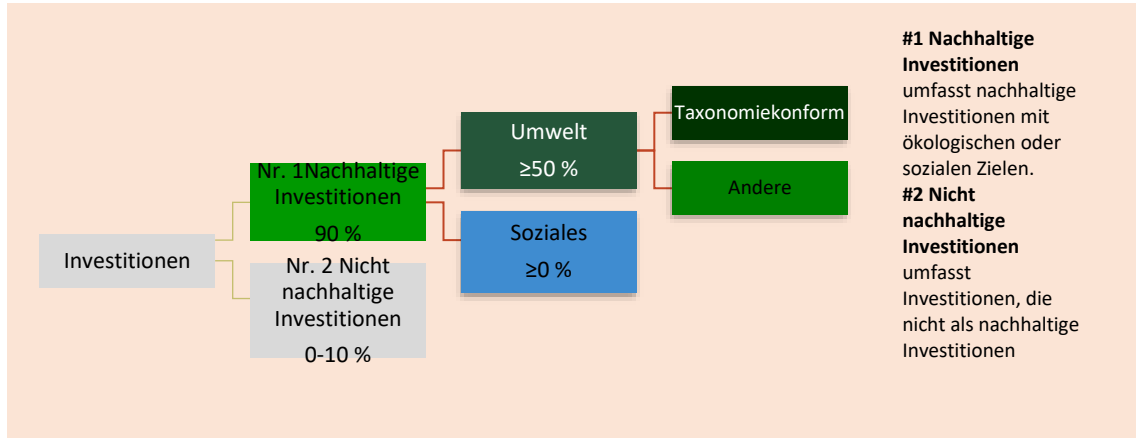 Investitionen
Nr. 1Nachhaltige
Investitionen
90 %
Nr. 2 Nicht
nachhaltige
Investitionen
0-10 %
Umwelt
≥50 %
Soziales
≥0 %
Taxonomiekonform
Andere
#1 Nachhaltige
Investitionen
umfasst nachhaltige
Investitionen mit
ökologischen oder
sozialen Zielen.
#2 Nicht
nachhaltige
Investitionen
umfasst
Investitionen, die
nicht als nachhaltige
Investitionen